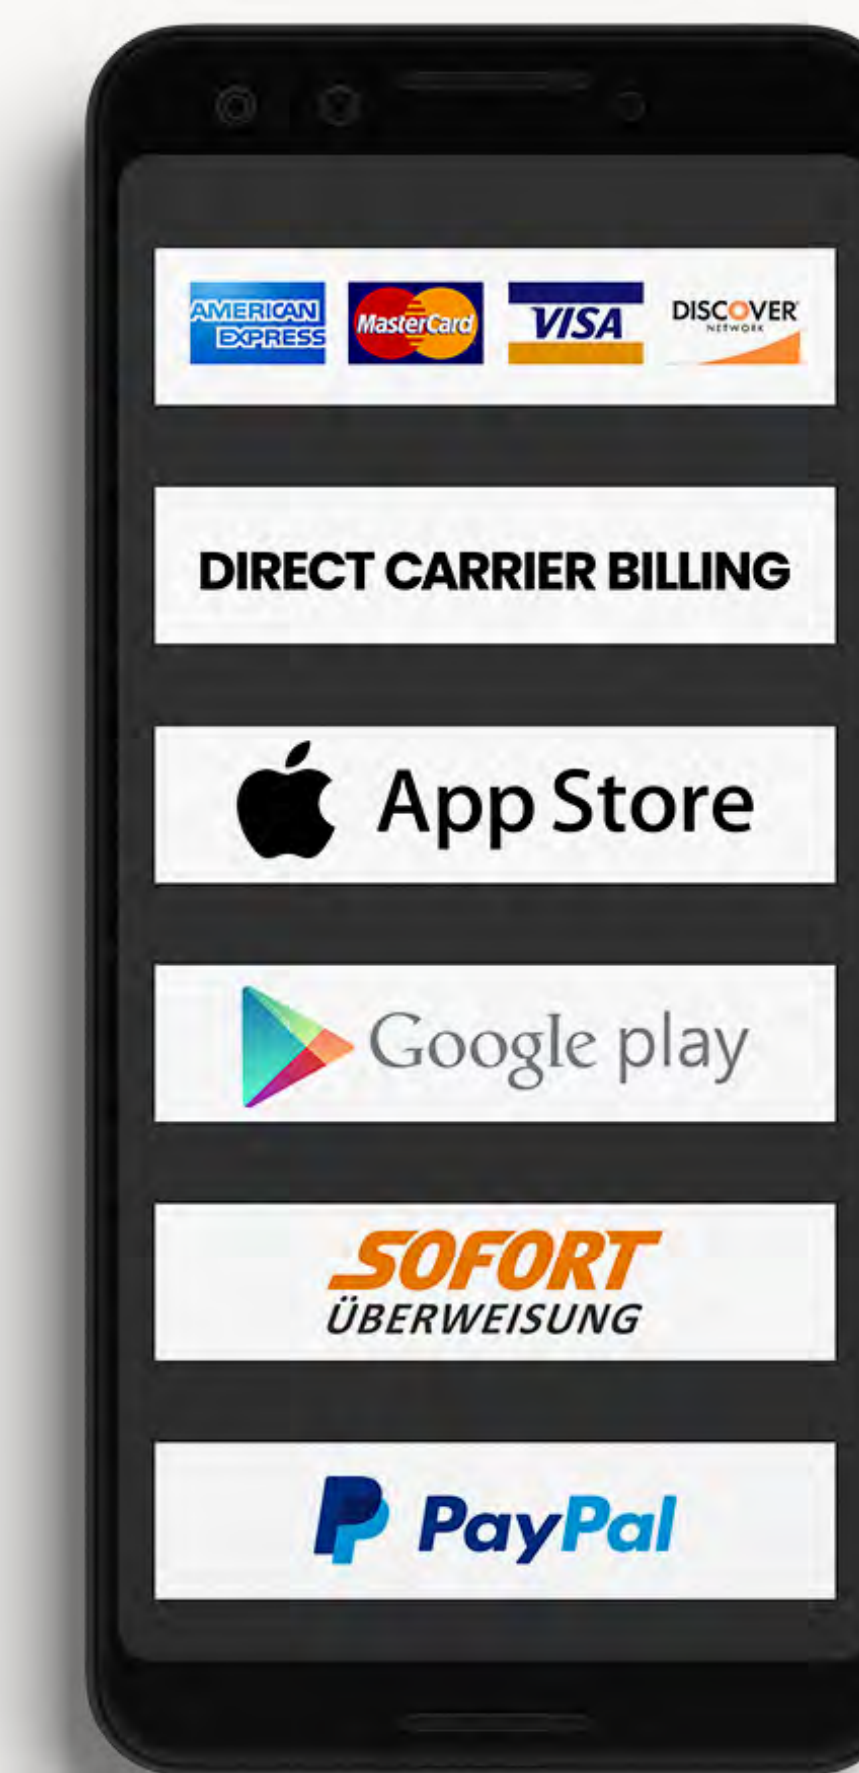 AMERICAN EXPRESS MasterCard VISA DISCOVER NETWORK
DIRECT CARRIER BILLING
App Store
Google play
SOFORT
ÜBERWEISUNG
PayPal